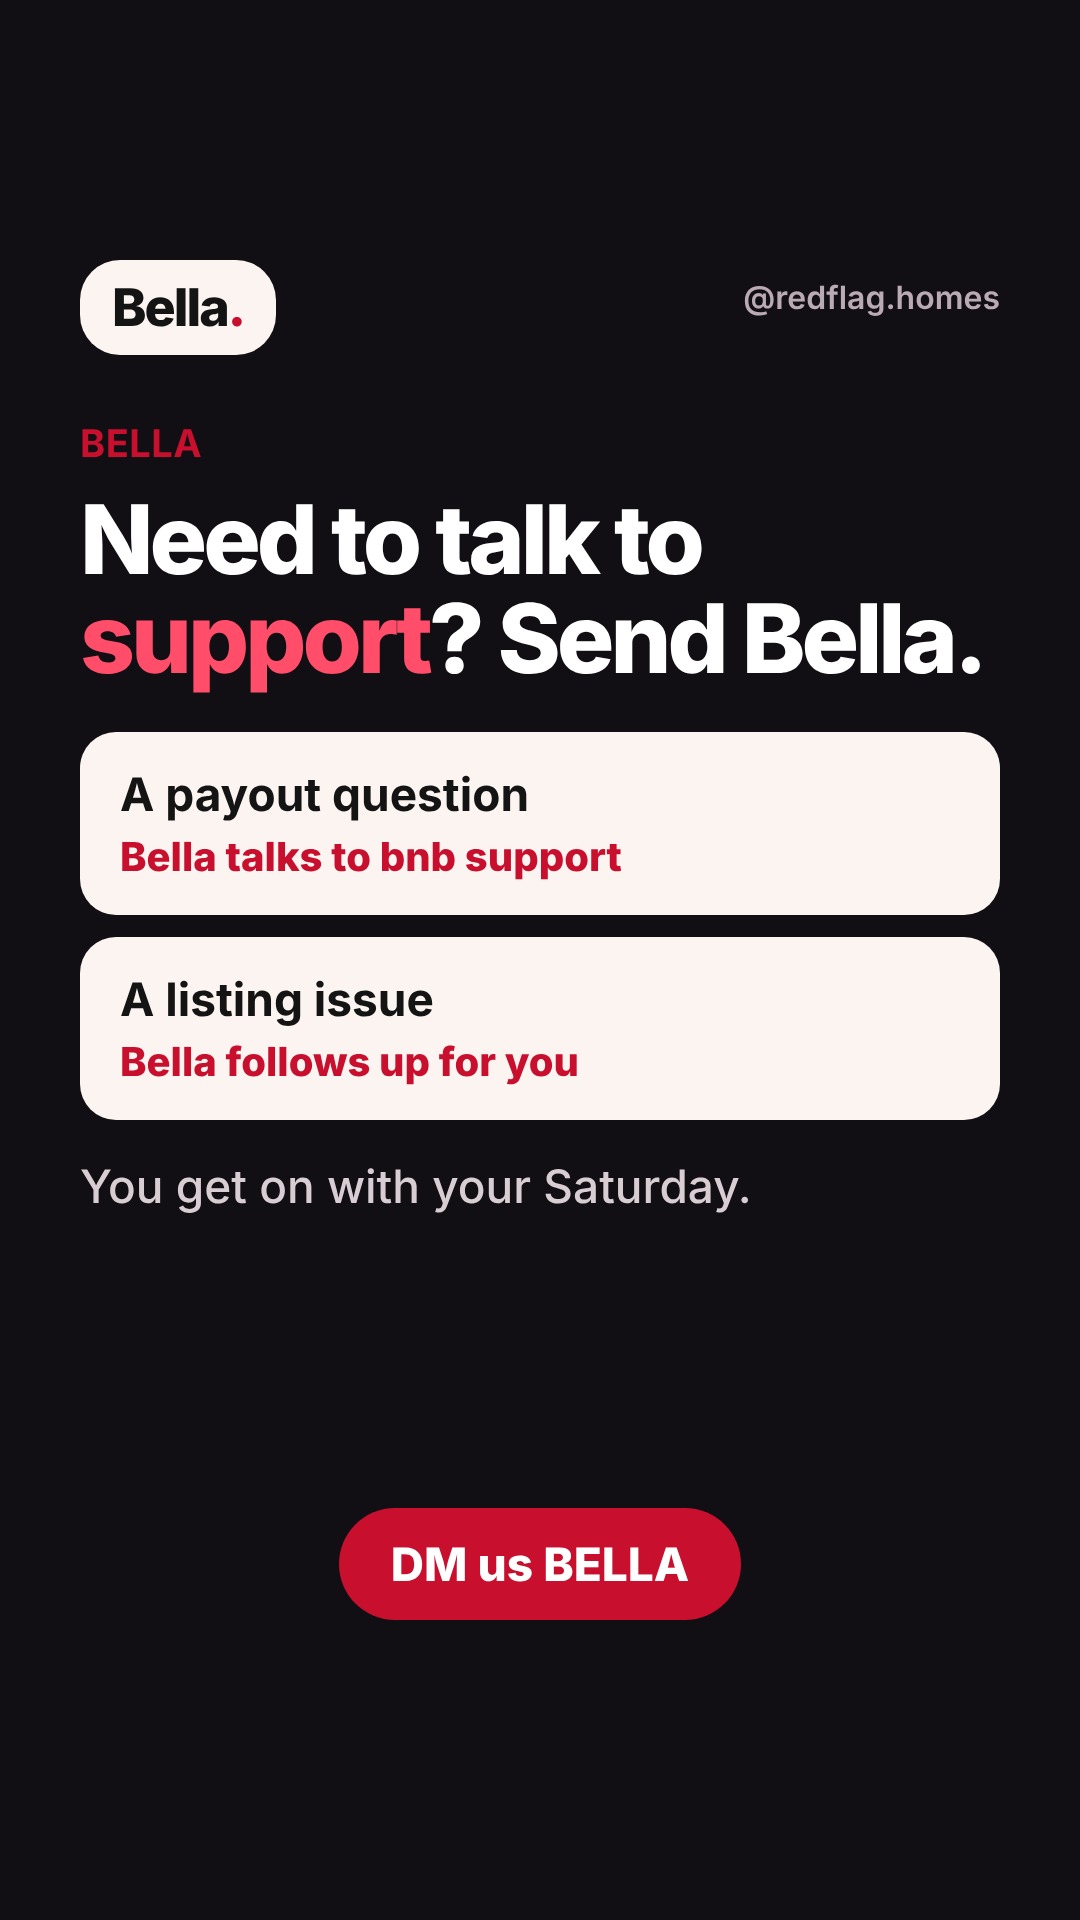 Bella.
@redflag.homes
BELLA
Need to talk to
support? Send Bella.
A payout question
Bella talks to bnb support
A listing issue
Bella follows up for you
You get on with your Saturday.
DM us BELLA